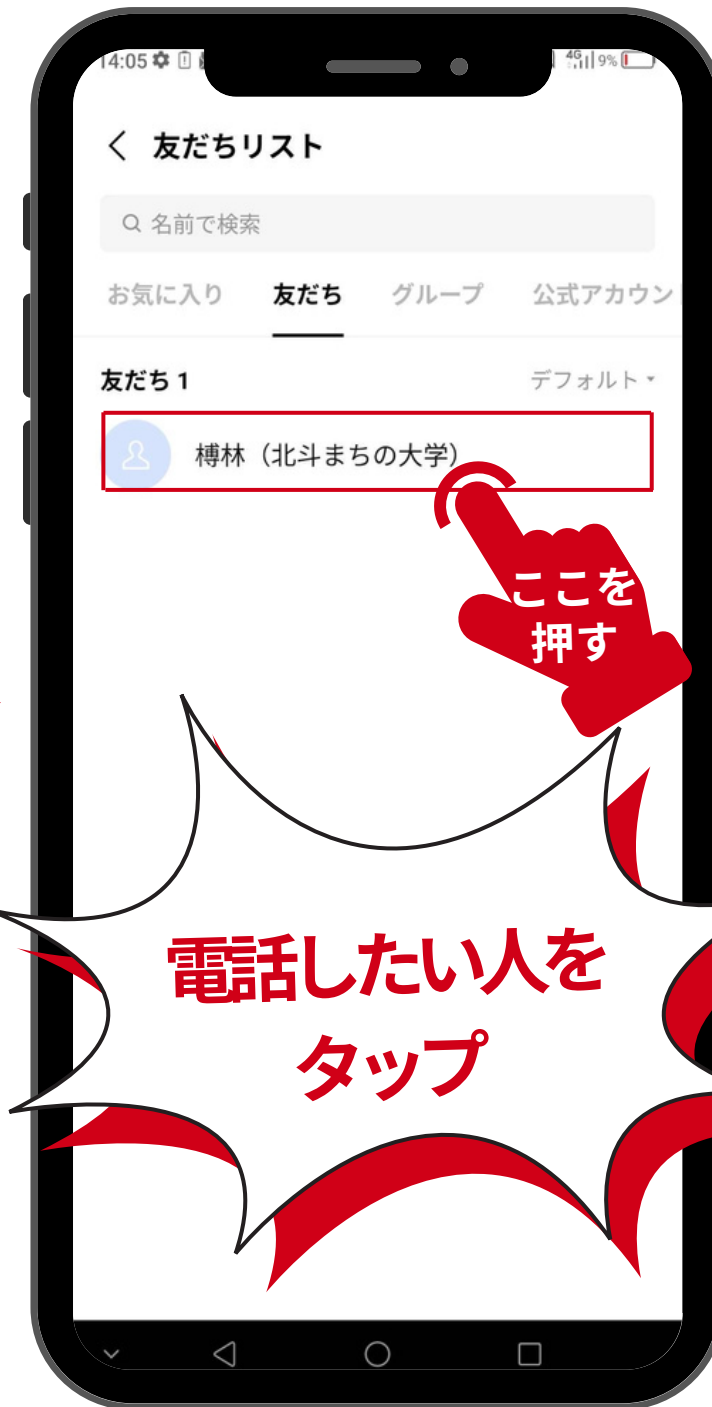 14:05 4G 9%
友だちリスト
名前で検索
お気に入り 友だち グループ 公式アカウン
友だち 1 デフォルト
榑林（北斗まちの大学）
ここを
押す
電話したい人を
タップ